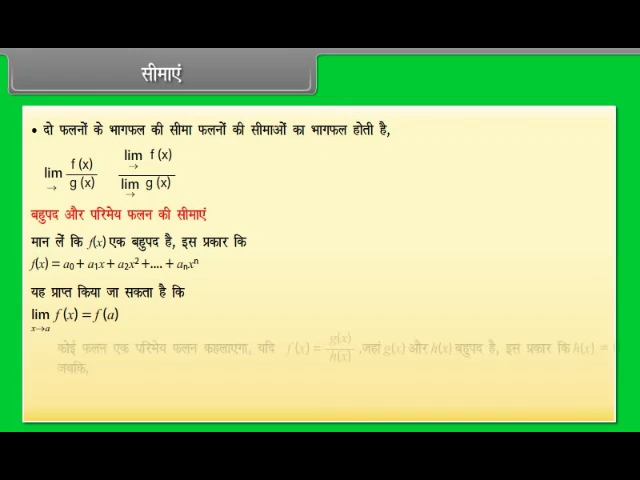 सीमाएं
• दो फलनों के भागफल की सीमा फलनों की सीमाओं का भागफल होती है,
lim→ f (x)/g (x)   lim→ f (x)/lim→ g (x)
बहुपद और परिमेय फलन की सीमाएं
मान लें कि f(x) एक बहुपद है, इस प्रकार कि
f(x) = a₀ + a₁x + a₂x² +....+ aₙxⁿ
यह प्राप्त किया जा सकता है कि
lim x→a f (x) = f (a)
कोई फलन एक परिमेय फलन कहलाएगा, यदि f (x) = g(x)/h(x) ,जहां g(x) और h(x) बहुपद है, इस प्रकार कि h(x) =
जबकि,